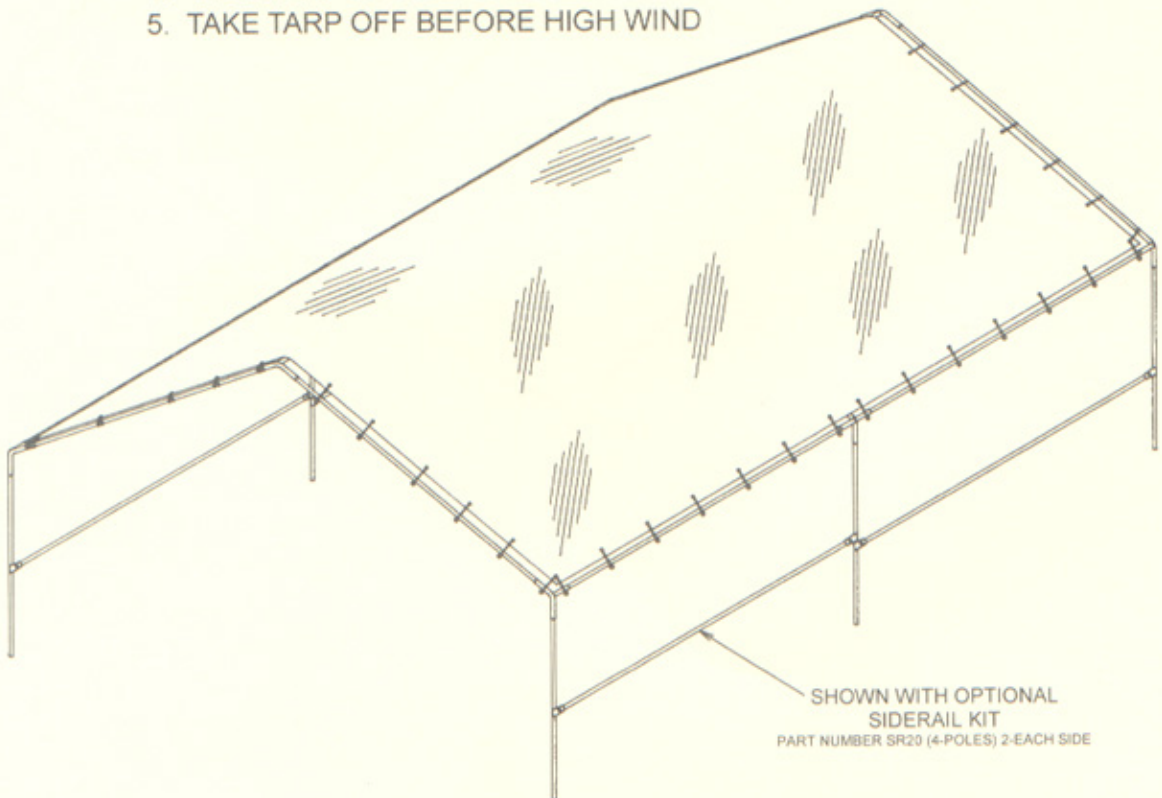 5. TAKE TARP OFF BEFORE HIGH WIND
SHOWN WITH OPTIONAL
SIDERAIL KIT
PART NUMBER SR20 (4-POLES) 2-EACH SIDE